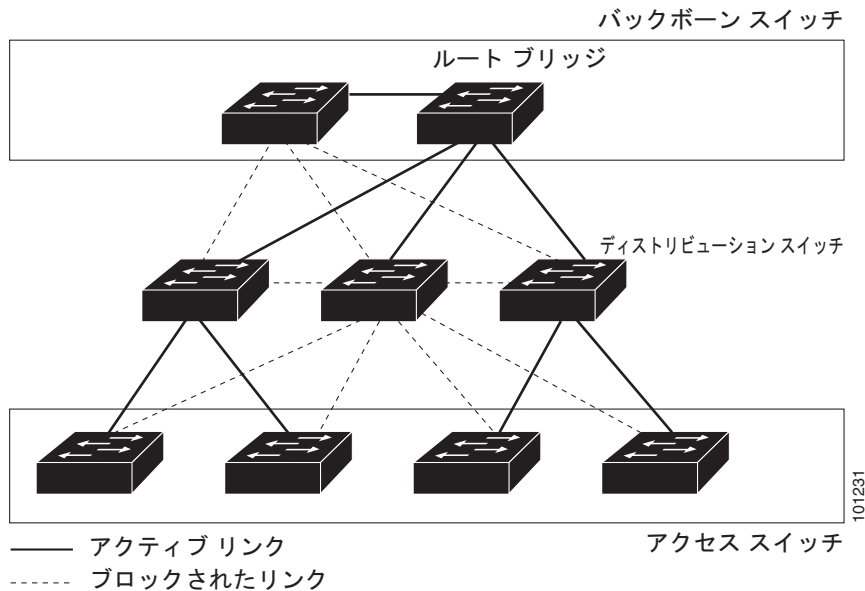 バックボーン スイッチ
ルート ブリッジ
ディストリビューション スイッチ
101231
アクセス スイッチ
アクティブ リンク
ブロックされたリンク